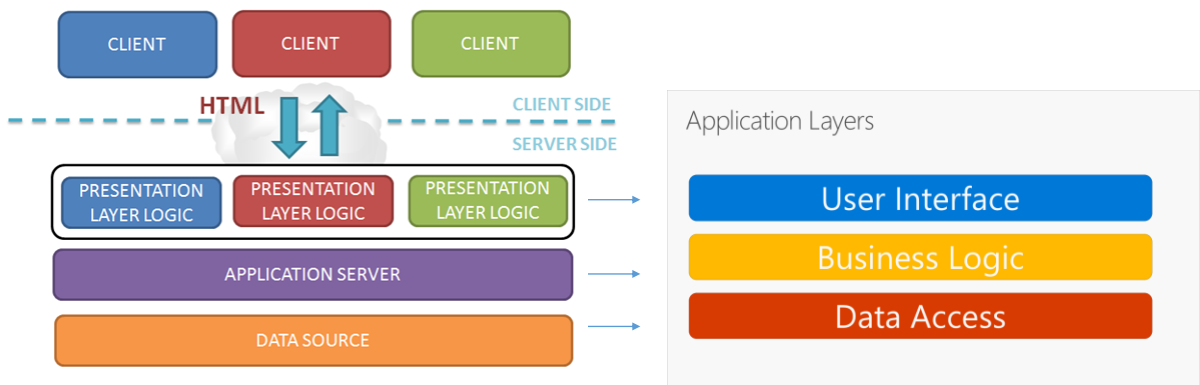 CLIENT
CLIENT
CLIENT
HTML
CLIENT SIDE
SERVER SIDE
PRESENTATION
LAYER LOGIC
PRESENTATION
LAYER LOGIC
PRESENTATION
LAYER LOGIC
APPLICATION SERVER
DATA SOURCE
Application Layers
User Interface
Business Logic
Data Access